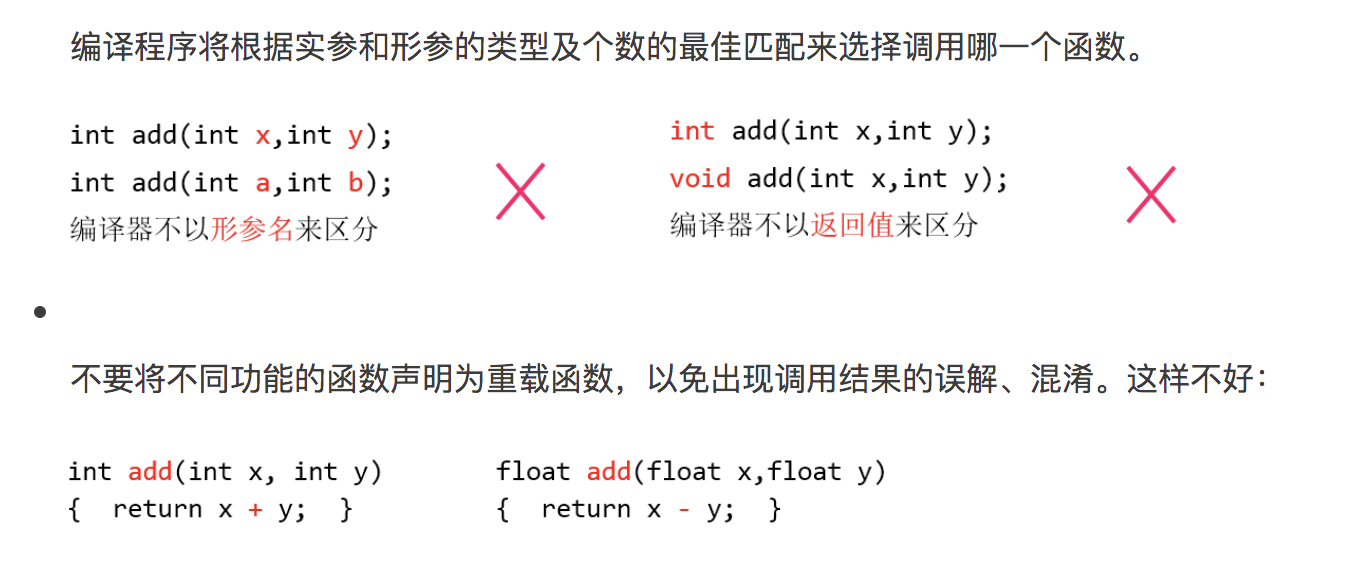 编译程序将根据实参和形参的类型及个数的最佳匹配来选择调用哪一个函数。
int add(int x,int y);
int add(int a,int b);
编译器不以形参名来区分
int add(int x,int y);
void add(int x,int y);
编译器不以返回值来区分
不要将不同功能的函数声明为重载函数，以免出现调用结果的误解、混淆。这样不好：
int add(int x, int y)
{ return x + y; }
float add(float x,float y)
{ return x - y; }